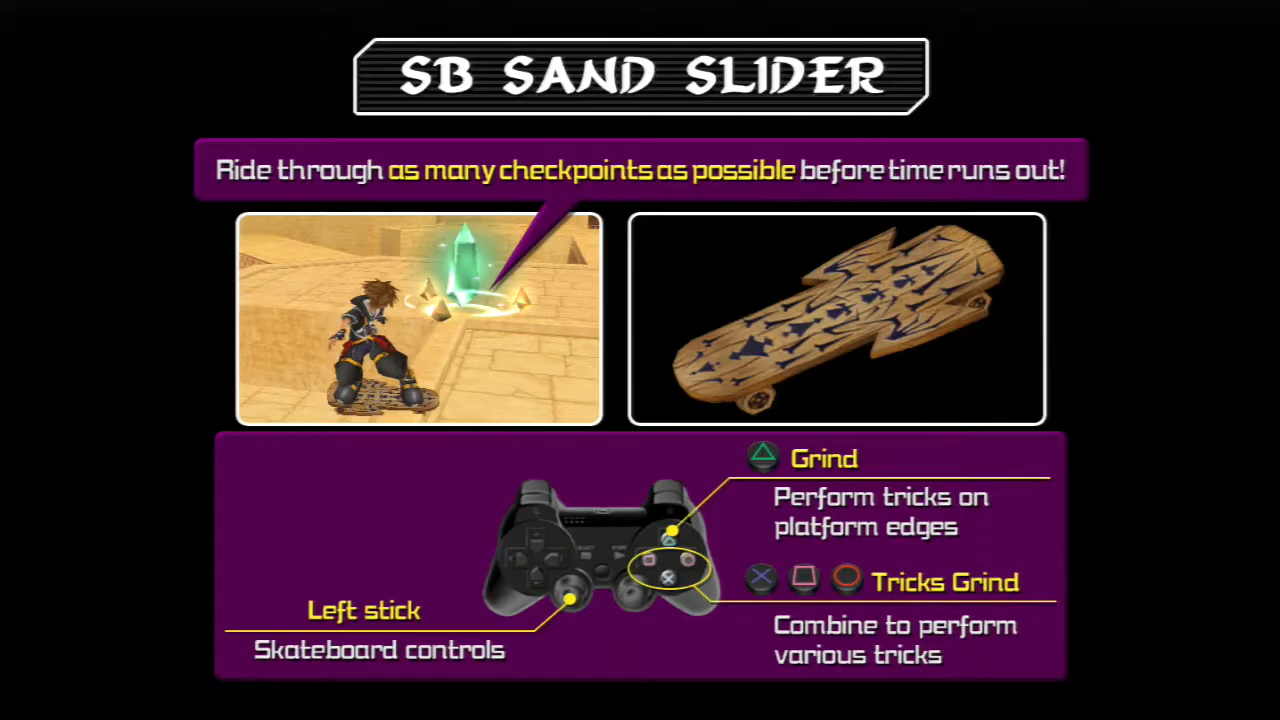 SB SAND SLIDER
Ride through as many checkpoints as possible before time runs out!
Grind
Perform tricks on
platform edges
Tricks Grind
Combine to perform
various tricks
Left stick
Skateboard controls